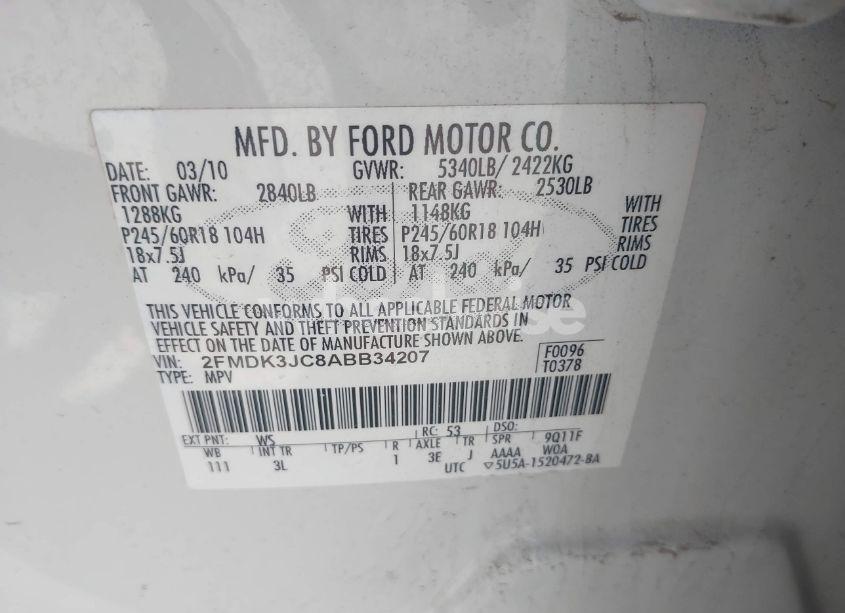 MFD. BY FORD MOTOR CO.
DATE: 03/10 GVWR: 5340LB/ 2422KG
FRONT GAWR: 2840LB REAR GAWR: 2530LB
1288KG WITH 1148KG WITH
P245/60R18 104H TIRES P245/60R18 104H TIRES
18x7.5J RIMS 18x7.5J RIMS
AT 240 kPa/ 35 PSI COLD AT 240 kPa/ 35 PSI COLD
THIS VEHICLE CONFORMS TO ALL APPLICABLE FEDERAL MOTOR
VEHICLE SAFETY AND THEFT PREVENTION STANDARDS IN
EFFECT ON THE DATE OF MANUFACTURE SHOWN ABOVE.
VIN: 2FMDK3JC8ABB34207 F0096
TYPE: MPV T0378
EXT PNT: WS RC: 53 DSO:
WB INT TR TP/PS R AXLE TR SPR 9Q11F
111 3L 1 3E J AAAA W0A
UTC ▽5U5A-1520472-BA